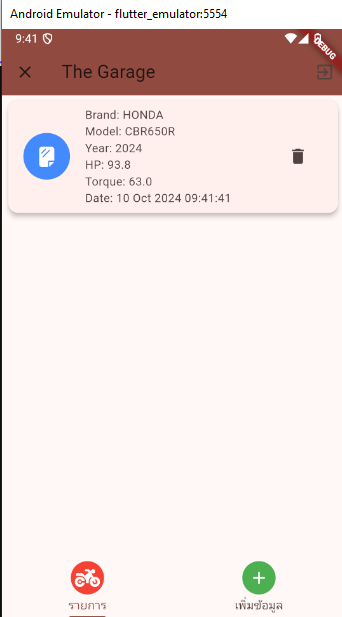 Android Emulator - flutter_emulator:5554
9:41
DEBUG
The Garage
Brand: HONDA
Model: CBR650R
Year: 2024
HP: 93.8
Torque: 63.0
Date: 10 Oct 2024 09:41:41
รายการ
เพิ่มข้อมูล